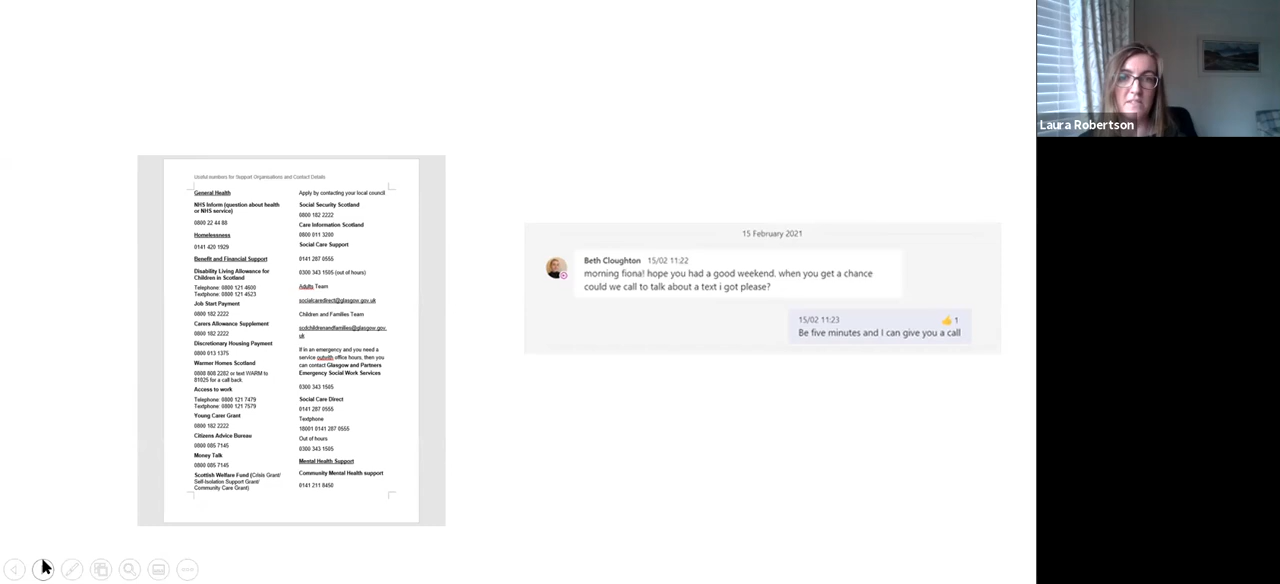 Useful numbers for Support Organisations and Contact Details
General Health
NHS Inform (question about health
or NHS service)
0800 22 44 88
Homelessness
0141 420 1929
Benefit and Financial Support
Disability Living Allowance for
Children in Scotland
Telephone: 0800 121 4600
Textphone: 0800 121 4523
Job Start Payment
0800 182 2222
Carers Allowance Supplement
0800 182 2222
Discretionary Housing Payment
0800 013 1375
Warmer Homes Scotland
0808 808 2282 or text WARM to
81025 for a call back.
Access to work
Telephone: 0800 121 7479
Textphone: 0800 121 7579
Young Carer Grant
0800 182 2222
Citizens Advice Bureau
0800 085 7145
Money Talk
0800 085 7145
Scottish Welfare Fund (Crisis Grant/
Self-Isolation Support Grant/
Community Care Grant)
Apply by contacting your local council
Social Security Scotland
0800 182 2222
Care Information Scotland
0800 011 3200
Social Care Support
0141 287 0555
0300 343 1505 (out of hours)
Adults Team
socialcaredirect@glasgow.gov.uk
Children and Families Team
scdchildrenandfamilies@glasgow.gov.
uk
If in an emergency and you need a
service outwith office hours, then you
can contact Glasgow and Partners
Emergency Social Work Services
0300 343 1505
Social Care Direct
0141 287 0555
Textphone
18001 0141 287 0555
Out of hours
0300 343 1505
Mental Health Support
Community Mental Health support
0141 211 8450
15 February 2021
Beth Cloughton 15/02 11:22
morning fiona! hope you had a good weekend. when you get a chance
could we call to talk about a text i got please?
15/02 11:23 👍 1
Be five minutes and I can give you a call
Laura Robertson